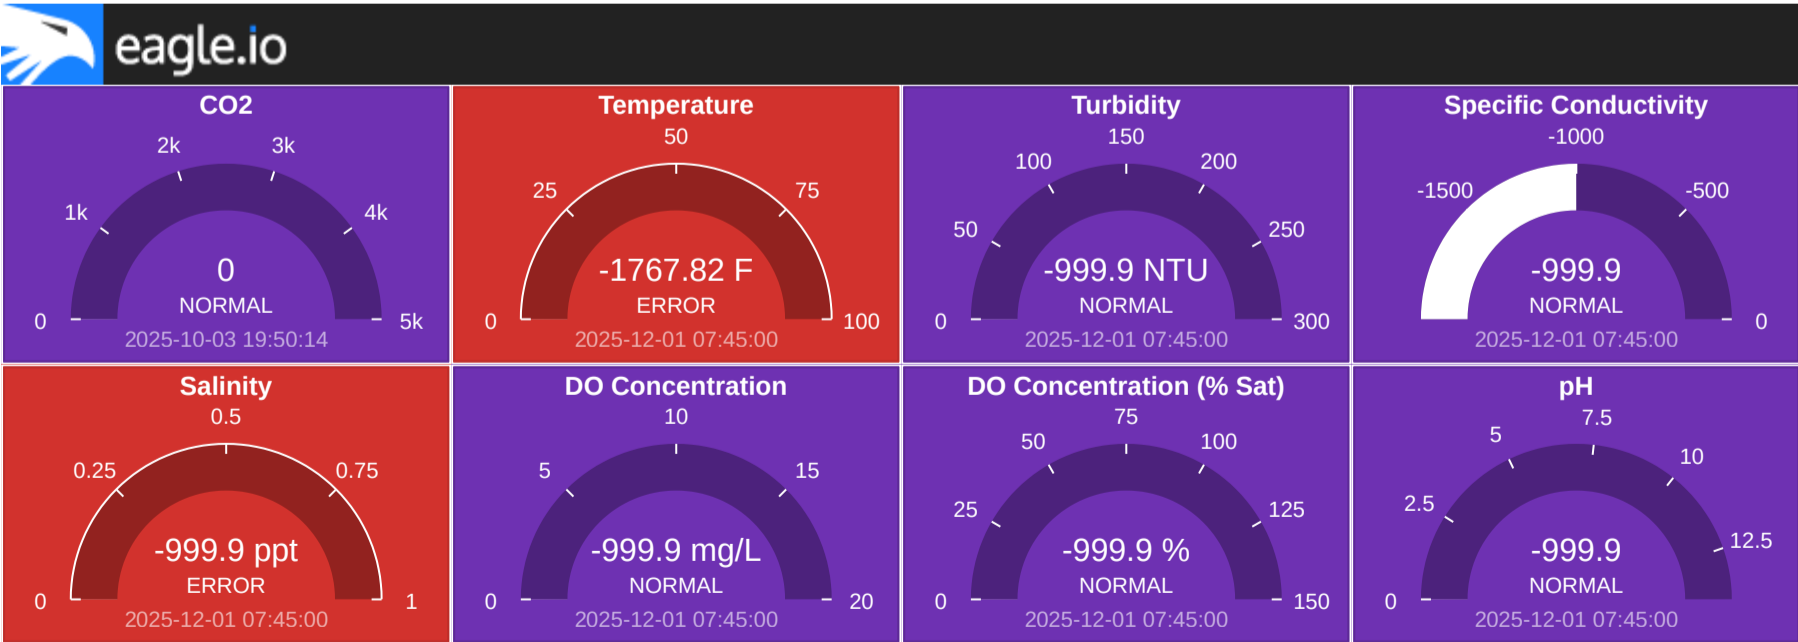 eagle.io
CO2
0
1k
2k
3k
4k
5k
0
NORMAL
2025-10-03 19:50:14
Temperature
0
25
50
75
100
-1767.82 F
ERROR
2025-12-01 07:45:00
Turbidity
0
50
100
150
200
250
300
-999.9 NTU
NORMAL
2025-12-01 07:45:00
Specific Conductivity
-1500
-1000
-500
0
-999.9
NORMAL
2025-12-01 07:45:00
Salinity
0
0.25
0.5
0.75
1
-999.9 ppt
ERROR
2025-12-01 07:45:00
DO Concentration
0
5
10
15
20
-999.9 mg/L
NORMAL
2025-12-01 07:45:00
DO Concentration (% Sat)
0
25
50
75
100
125
150
-999.9 %
NORMAL
2025-12-01 07:45:00
pH
0
2.5
5
7.5
10
12.5
-999.9
NORMAL
2025-12-01 07:45:00